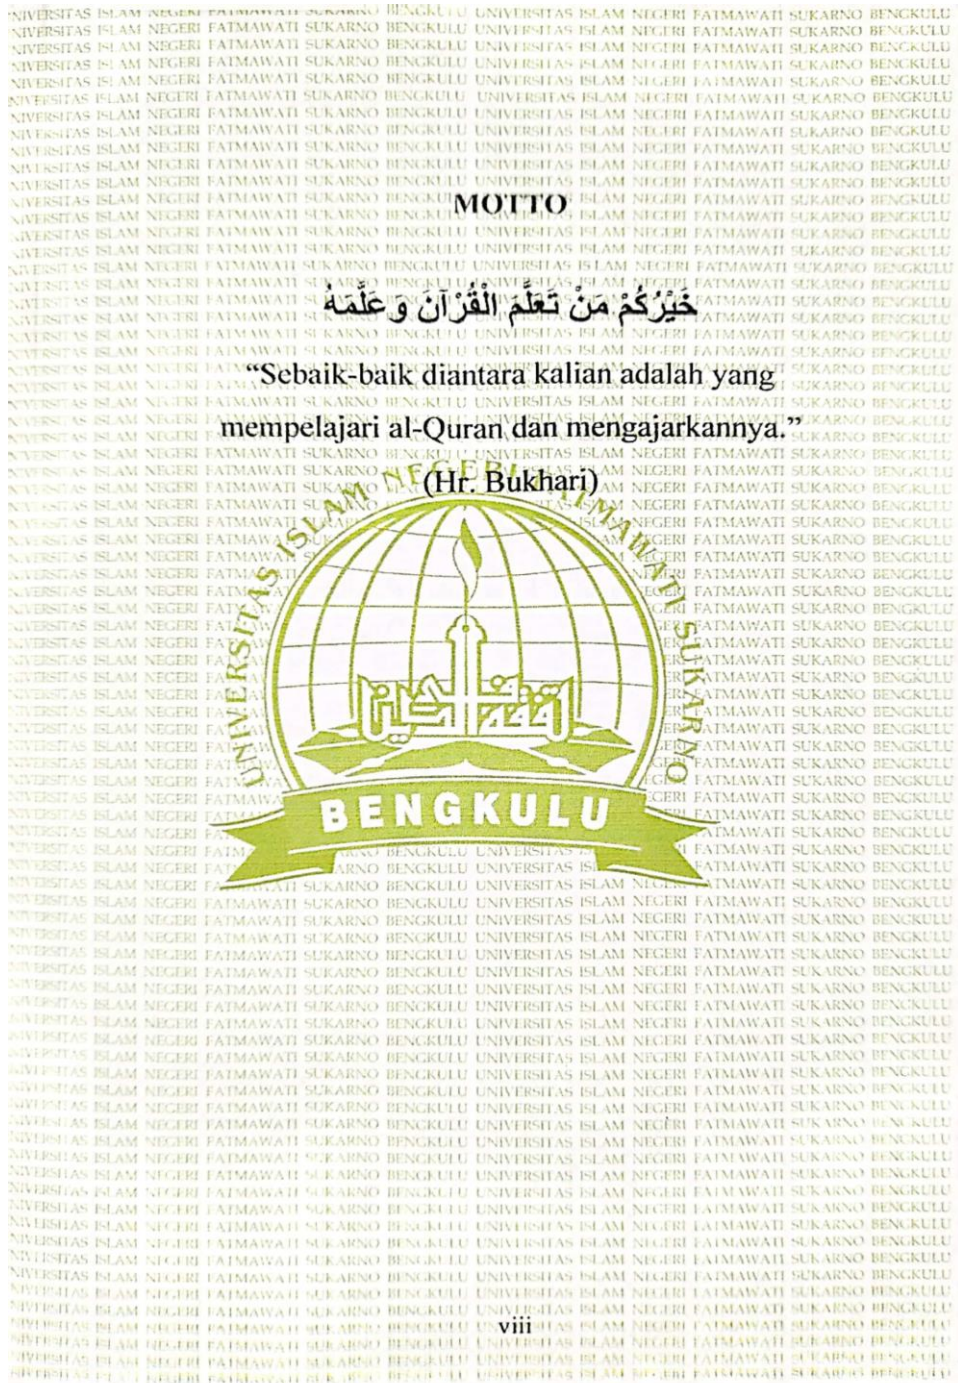 MOTTO
خَيْرُكُمْ مَنْ تَعَلَّمَ الْقُرْآنَ وَ عَلَّمَهُ
“Sebaik-baik diantara kalian adalah yang
mempelajari al-Quran dan mengajarkannya.”
(Hr. Bukhari)
UNIVERSITAS ISLAM NEGERI FATMAWATI SUKARNO
BENGKULU
viii